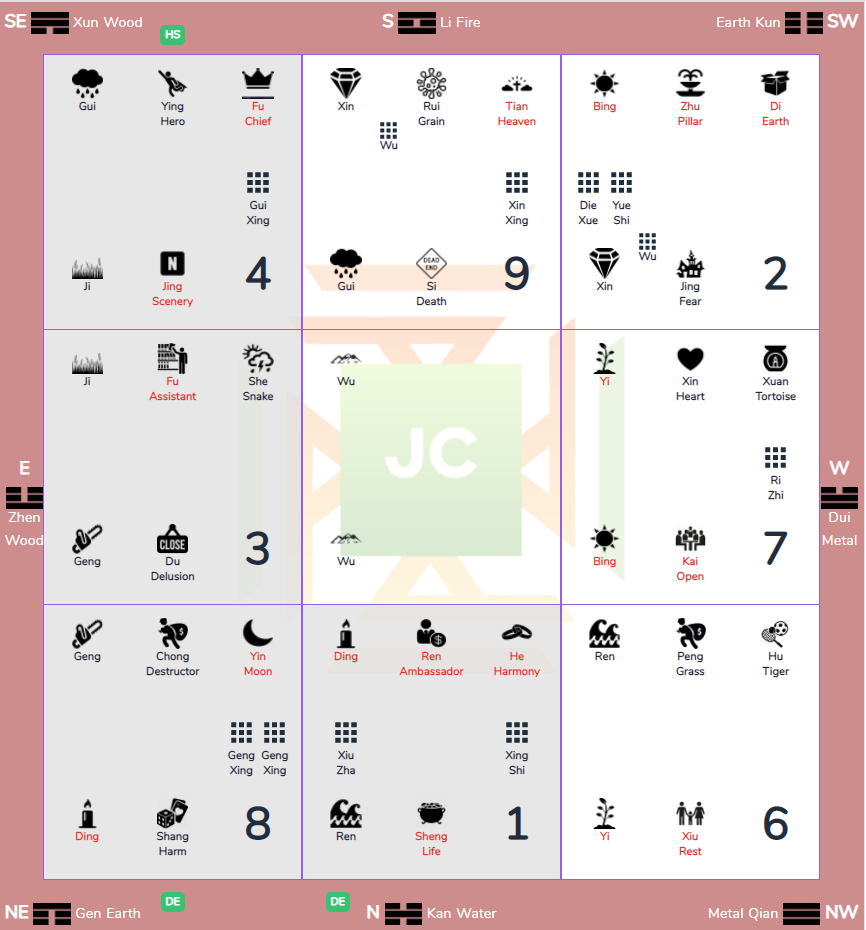 SE Xun Wood
HS
S Li Fire
Earth Kun SW
Gui
Ying
Hero
Fu
Chief
Gui
Xing
Ji
N
Jing
Scenery
4
Xin
Rui
Grain
Tian
Heaven
Wu
Xin
Xing
Gui
DEAD
END
Si
Death
9
Bing
Zhu
Pillar
Di
Earth
Die
Xue
Yue
Shi
Wu
Xin
Jing
Fear
2
E
Zhen
Wood
Ji
Fu
Assistant
She
Snake
Geng
CLOSE
Du
Delusion
3
Wu
JC
Wu
Yi
Xin
Heart
A
Xuan
Tortoise
Ri
Zhi
Bing
Kai
Open
7
W
Dui
Metal
Geng
$
Chong
Destructor
Yin
Moon
Geng
Xing
Geng
Xing
Ding
Shang
Harm
8
Ding
$
Ren
Ambassador
He
Harmony
Xiu
Zha
Xing
Shi
Ren
Sheng
Life
1
Ren
$
Peng
Grass
Hu
Tiger
Yi
Xiu
Rest
6
NE Gen Earth
DE
DE
N Kan Water
Metal Qian NW